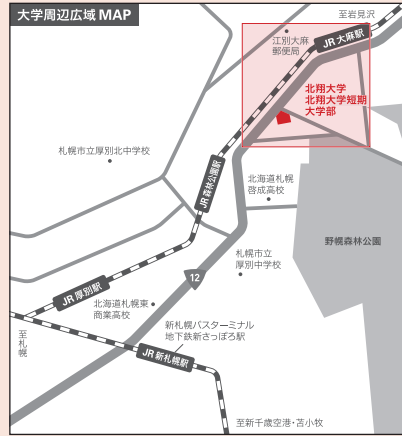 大学周辺広域 MAP
至岩見沢
江別大麻
郵便局
JR 大麻駅
北翔大学
北翔大学短期
大学部
札幌市立厚別北中学校
JR 森林公園駅
北海道札幌
啓成高校
野幌森林公園
札幌市立
厚別中学校
12
JR 厚別駅
北海道札幌東
商業高校
新札幌バスターミナル
地下鉄新さっぽろ駅
至札幌
JR 新札幌駅
至新千歳空港・苫小牧